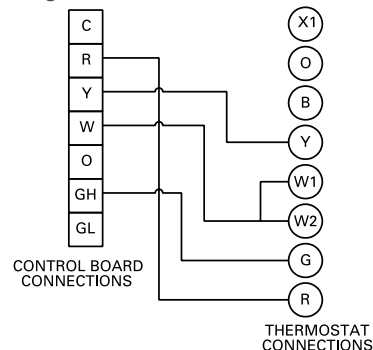 C
R
Y
W
O
GH
GL
CONTROL BOARD
CONNECTIONS
X1
O
B
Y
W1
W2
G
R
THERMOSTAT
CONNECTIONS